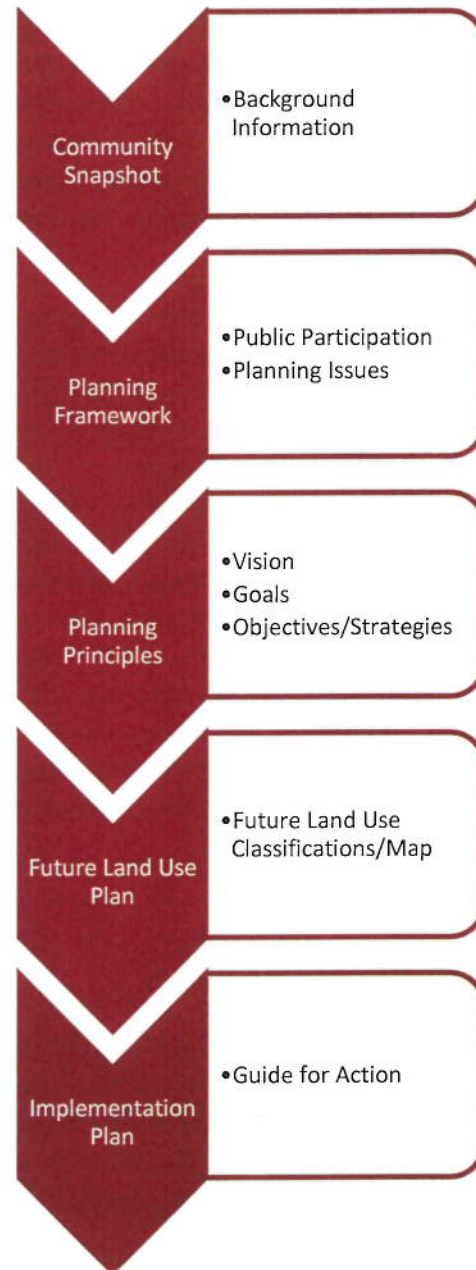 Community
Snapshot
•Background
Information
Planning
Framework
•Public Participation
•Planning Issues
Planning
Principles
•Vision
•Goals
•Objectives/Strategies
Future Land Use
Plan
•Future Land Use
Classifications/Map
Implementation
Plan
•Guide for Action